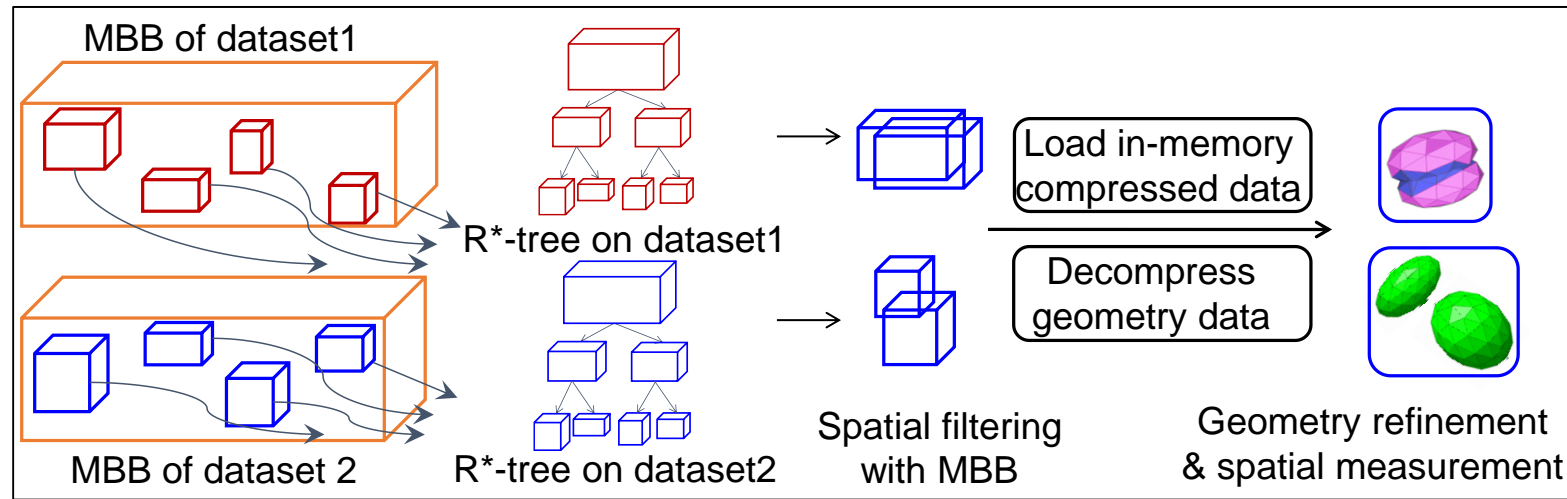 MBB of dataset1
R*-tree on dataset1
MBB of dataset 2
R*-tree on dataset2
Spatial filtering
with MBB
Load in-memory
compressed data
Decompress
geometry data
Geometry refinement
& spatial measurement